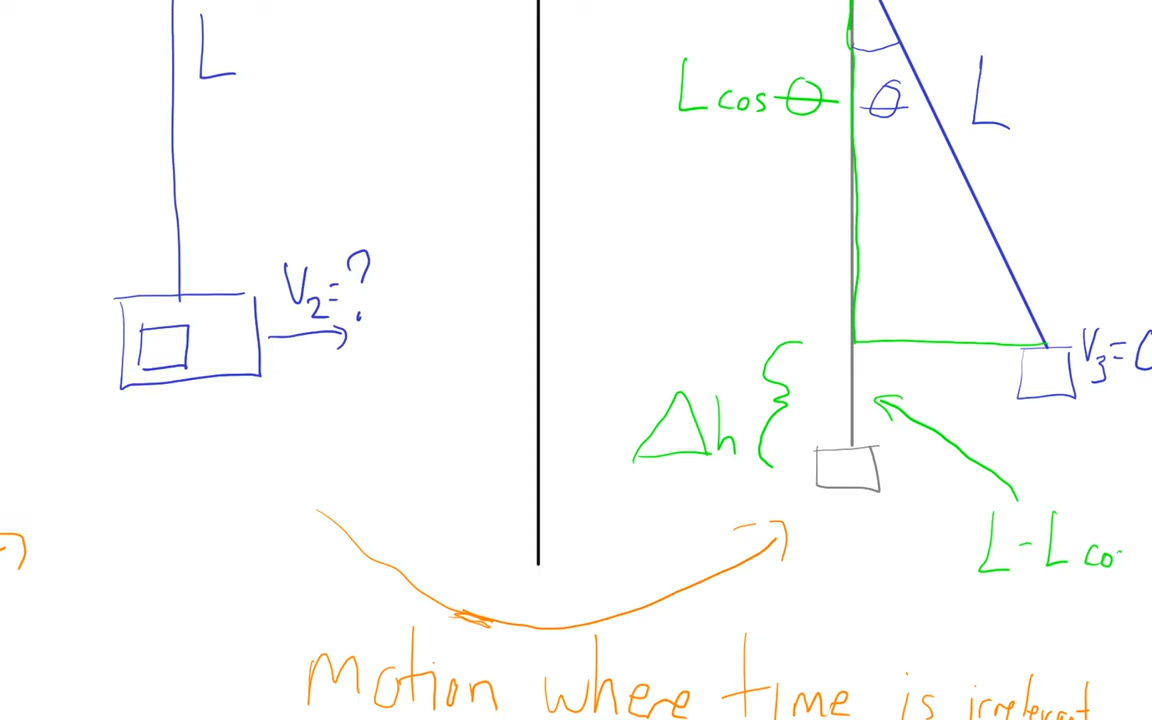 L
V₂=?
L cos θ
θ
L
V₃=0
Δh
L - L co
motion where time is irrelevant